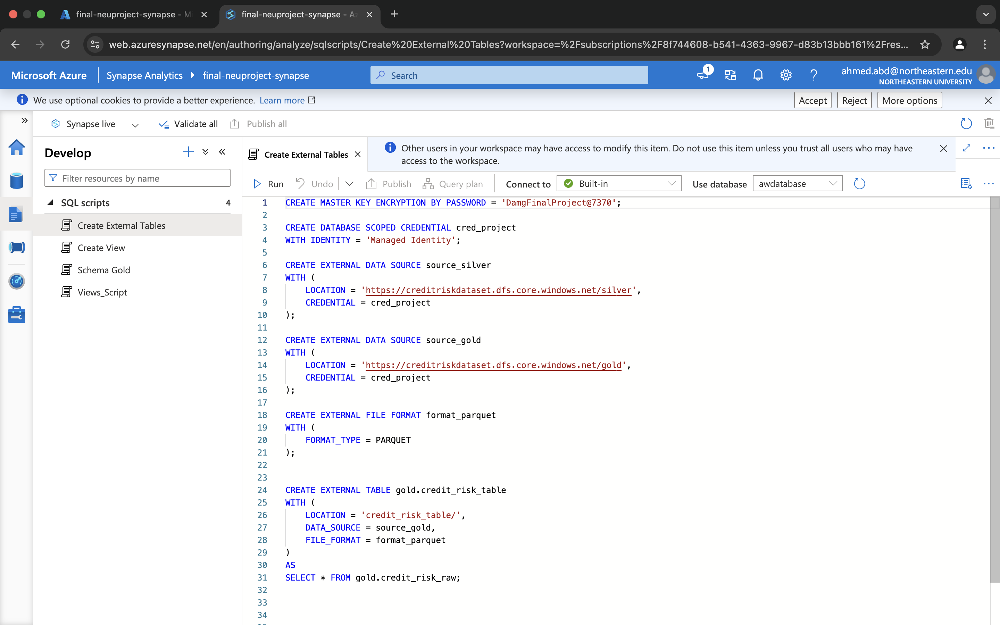 final-neuproject-synapse - Mi
final-neuproject-synapse - Az
web.azuresynapse.net/en/authoring/analyze/sqlscripts/Create%20External%20Tables?workspace=%2Fsubscriptions%2F8f744608-b541-4363-9967-d83b13bbb161%2Fres...
Microsoft Azure
Synapse Analytics
final-neuproject-synapse
Search
1
ahmed.abd@northeastern.edu
NORTHEASTERN UNIVERSITY
We use optional cookies to provide a better experience. Learn more
Accept
Reject
More options
Synapse live
Validate all
Publish all
Develop
Filter resources by name
SQL scripts
4
Create External Tables
Create View
Schema Gold
Views_Script
Create External Tables
Other users in your workspace may have access to modify this item. Do not use this item unless you trust all users who may have
access to the workspace.
Run
Undo
Publish
Query plan
Connect to
Built-in
Use database
awdatabase
1 CREATE MASTER KEY ENCRYPTION BY PASSWORD = 'DamgFinalProject@7370';
2
3 CREATE DATABASE SCOPED CREDENTIAL cred_project
4 WITH IDENTITY = 'Managed Identity';
5
6 CREATE EXTERNAL DATA SOURCE source_silver
7 WITH (
8 LOCATION = 'https://creditriskdataset.dfs.core.windows.net/silver',
9 CREDENTIAL = cred_project
10 );
11
12 CREATE EXTERNAL DATA SOURCE source_gold
13 WITH (
14 LOCATION = 'https://creditriskdataset.dfs.core.windows.net/gold',
15 CREDENTIAL = cred_project
16 );
17
18 CREATE EXTERNAL FILE FORMAT format_parquet
19 WITH (
20 FORMAT_TYPE = PARQUET
21 );
22
23
24 CREATE EXTERNAL TABLE gold.credit_risk_table
25 WITH (
26 LOCATION = 'credit_risk_table/',
27 DATA_SOURCE = source_gold,
28 FILE_FORMAT = format_parquet
29 )
30 AS
31 SELECT * FROM gold.credit_risk_raw;
32
33
34